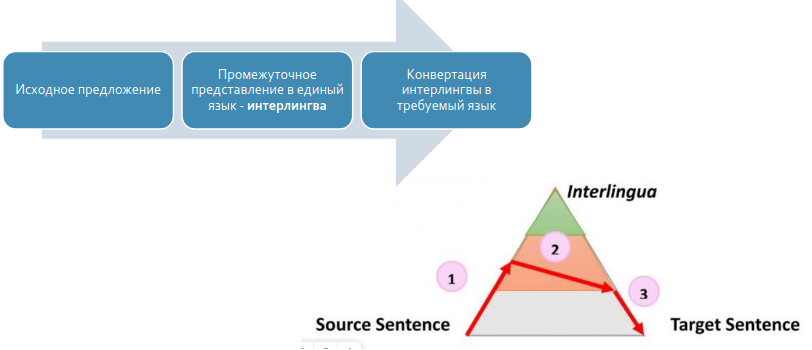 Исходное предложение
Промежуточное
представление в единый
язык - интерлингва
Конвертация
интерлингвы в
требуемый язык
Interlingua
2
1
3
Source Sentence
Target Sentence